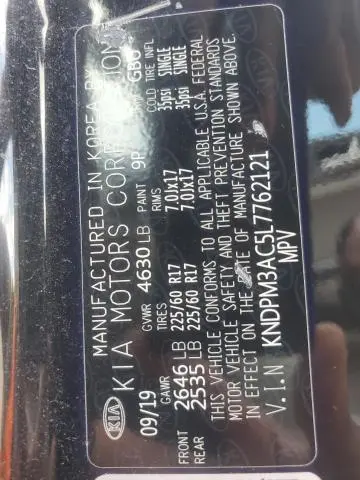 MANUFACTURED IN KOREA BY
KIA KIA MOTORS CORPORATION
09/19 GVWR 4630 LB PAINT 9P GBU
GAWR TIRES RIMS COLD TIRE INFL
FRONT 2646 LB 225/60 R17 7.0Jx17 35psi SINGLE
REAR 2535 LB 225/60 R17 7.0Jx17 35psi SINGLE
THIS VEHICLE CONFORMS TO ALL APPLICABLE U.S.A. FEDERAL
MOTOR VEHICLE SAFETY AND THEFT PREVENTION STANDARDS
IN EFFECT ON THE DATE OF MANUFACTURE SHOWN ABOVE.
V.I.N KNDPM3AC5L7762121
MPV